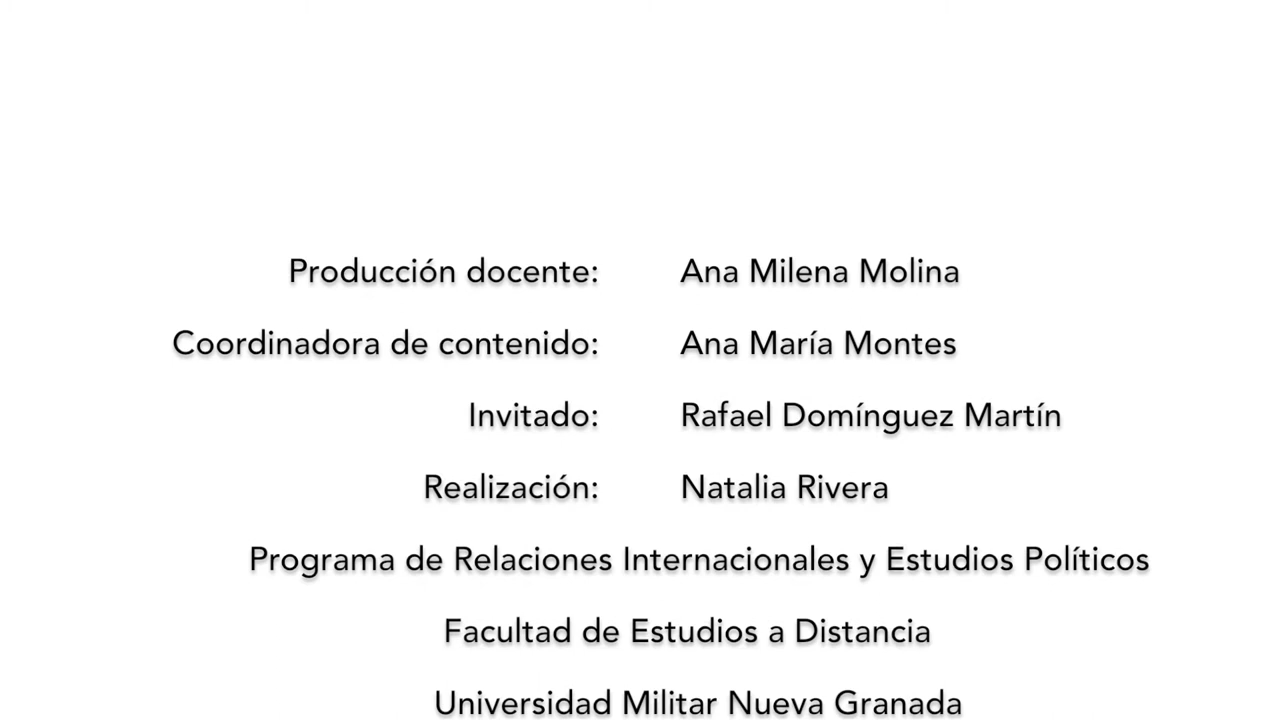 Producción docente: Ana Milena Molina
Coordinadora de contenido: Ana María Montes
Invitado: Rafael Domínguez Martín
Realización: Natalia Rivera
Programa de Relaciones Internacionales y Estudios Políticos
Facultad de Estudios a Distancia
Universidad Militar Nueva Granada